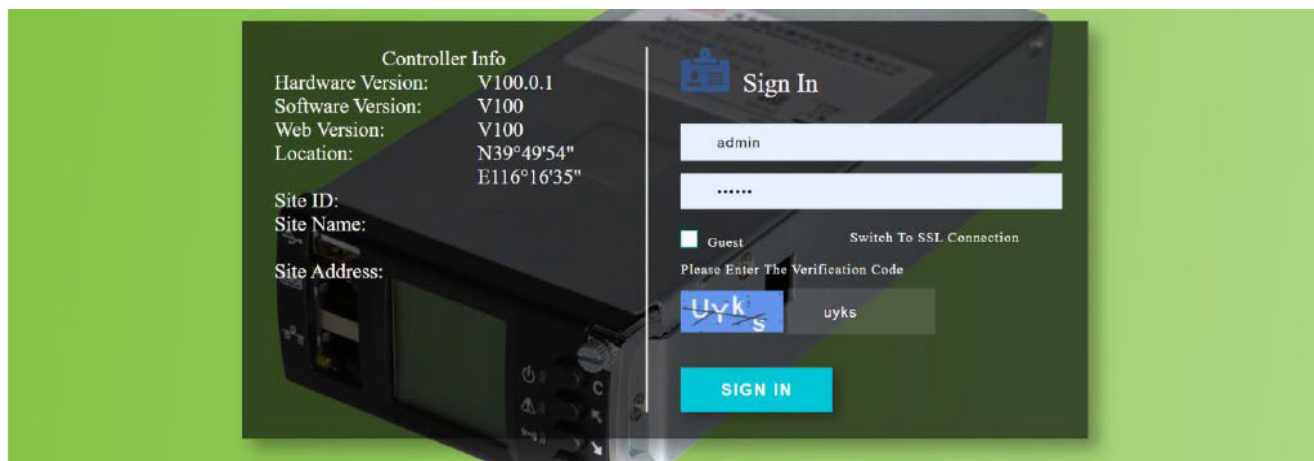 Controller Info
Hardware Version: V100.0.1
Software Version: V100
Web Version: V100
Location: N39°49'54"
E116°16'35"
Site ID:
Site Name:
Site Address:
Sign In
admin
••••••
Guest
Switch To SSL Connection
Please Enter The Verification Code
UYks
uyks
SIGN IN
C